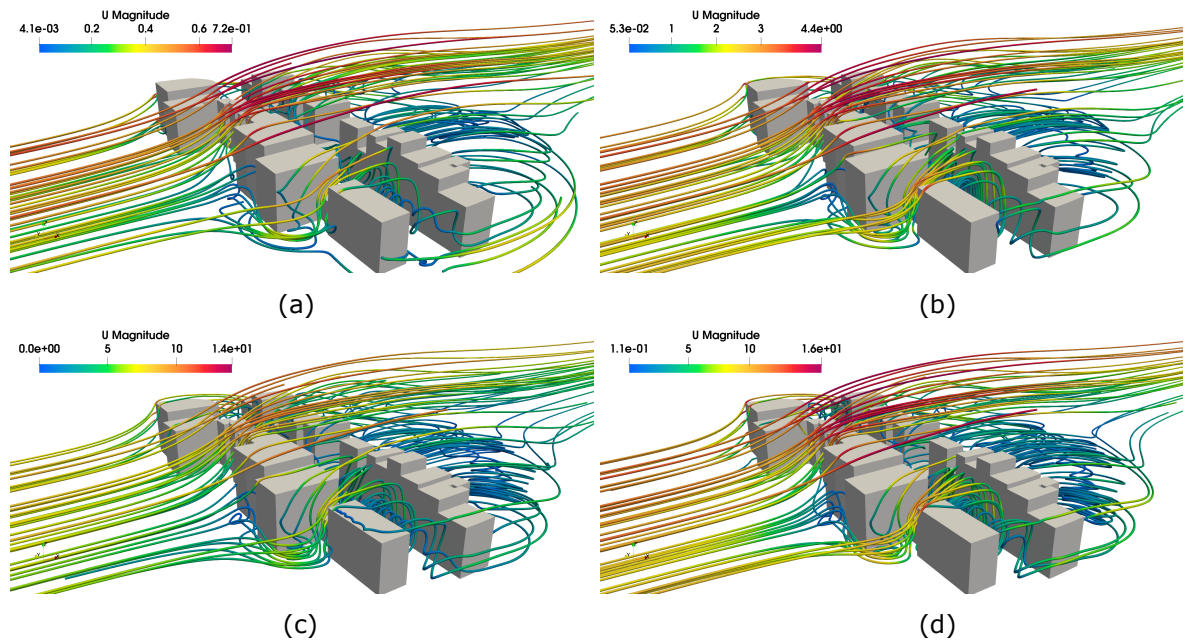 U Magnitude
4.1e-03 0.2 0.4 0.6 7.2e-01
U Magnitude
5.3e-02 1 2 3 4.4e+00
(a)
(b)
U Magnitude
0.0e+00 5 10 1.4e+01
U Magnitude
1.1e-01 5 10 1.6e+01
(c)
(d)